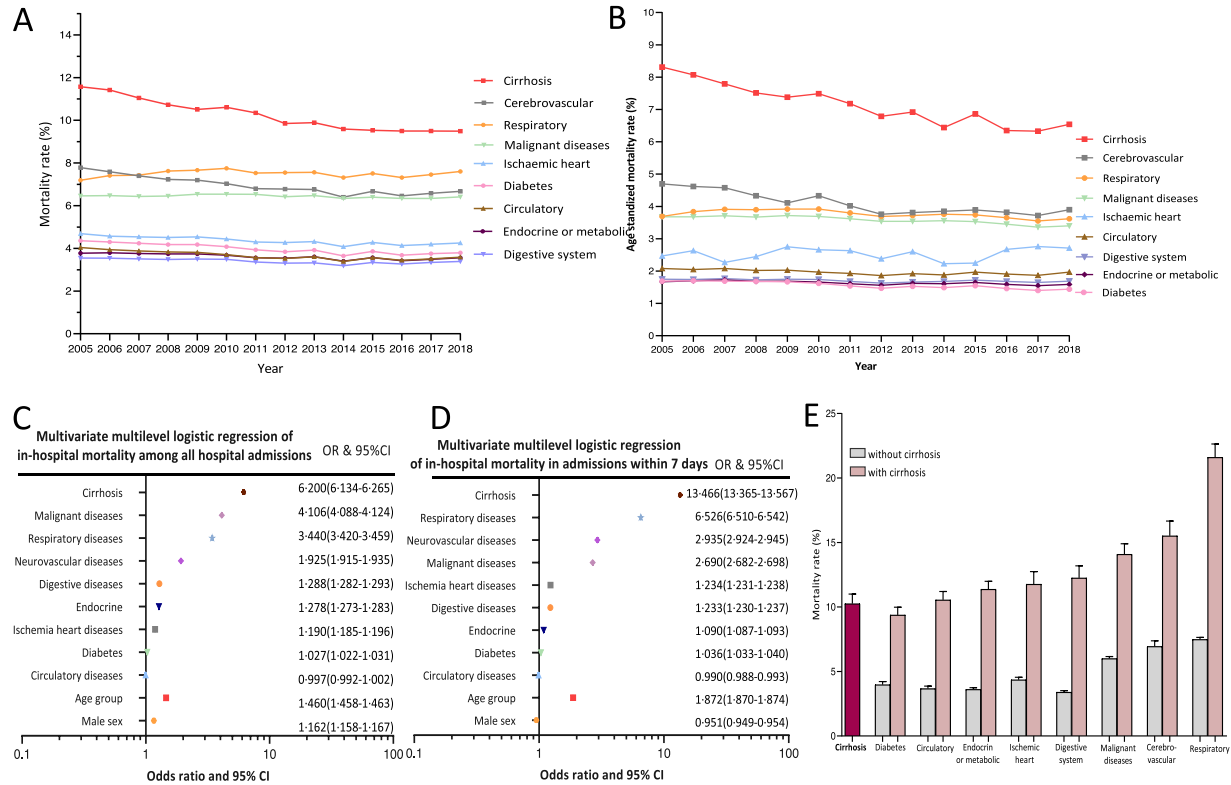 A
Mortality rate (%)
14
12
10
8
6
4
2
0
2005 2006 2007 2008 2009 2010 2011 2012 2013 2014 2015 2016 2017 2018
Year
Cirrhosis
Cerebrovascular
Respiratory
Malignant diseases
Ischaemic heart
Diabetes
Circulatory
Endocrine or metabolic
Digestive system
B
Age standized mortality rate (%)
10
9
8
7
6
5
4
3
2
1
0
2005 2006 2007 2008 2009 2010 2011 2012 2013 2014 2015 2016 2017 2018
Year
Cirrhosis
Cerebrovascular
Respiratory
Malignant diseases
Ischaemic heart
Circulatory
Digestive system
Endocrine or metabolic
Diabetes
C
Multivariate multilevel logistic regression of
in-hospital mortality among all hospital admissions OR & 95%CI
Cirrhosis 6·200(6·134-6·265)
Malignant diseases 4·106(4·088-4·124)
Respiratory diseases 3·440(3·420-3·459)
Neurovascular diseases 1·925(1·915-1·935)
Digestive diseases 1·288(1·282-1·293)
Endocrine 1·278(1·273-1·283)
Ischemia heart diseases 1·190(1·185-1·196)
Diabetes 1·027(1·022-1·031)
Circulatory diseases 0·997(0·992-1·002)
Age group 1·460(1·458-1·463)
Male sex 1·162(1·158-1·167)
0.1 1 10 100
Odds ratio and 95% CI
D
Multivariate multilevel logistic regression
of in-hospital mortality in admissions within 7 days OR & 95%CI
Cirrhosis 13·466(13·365-13·567)
Respiratory diseases 6·526(6·510-6·542)
Neurovascular diseases 2·935(2·924-2·945)
Malignant diseases 2·690(2·682-2·698)
Ischemia heart diseases 1·234(1·231-1·238)
Digestive diseases 1·233(1·230-1·237)
Endocrine 1·090(1·087-1·093)
Diabetes 1·036(1·033-1·040)
Circulatory diseases 0·990(0·988-0·993)
Age group 1·872(1·870-1·874)
Male sex 0·951(0·949-0·954)
0.1 1 10 100
Odds ratio and 95% CI
E
Mortality rate (%)
25
20
15
10
5
0
without cirrhosis
with cirrhosis
Cirrhosis Diabetes Circulatory Endocrin Ischemic Digestive Malignant Cerebro- Respiratory
or metabolic heart system diseases vascular